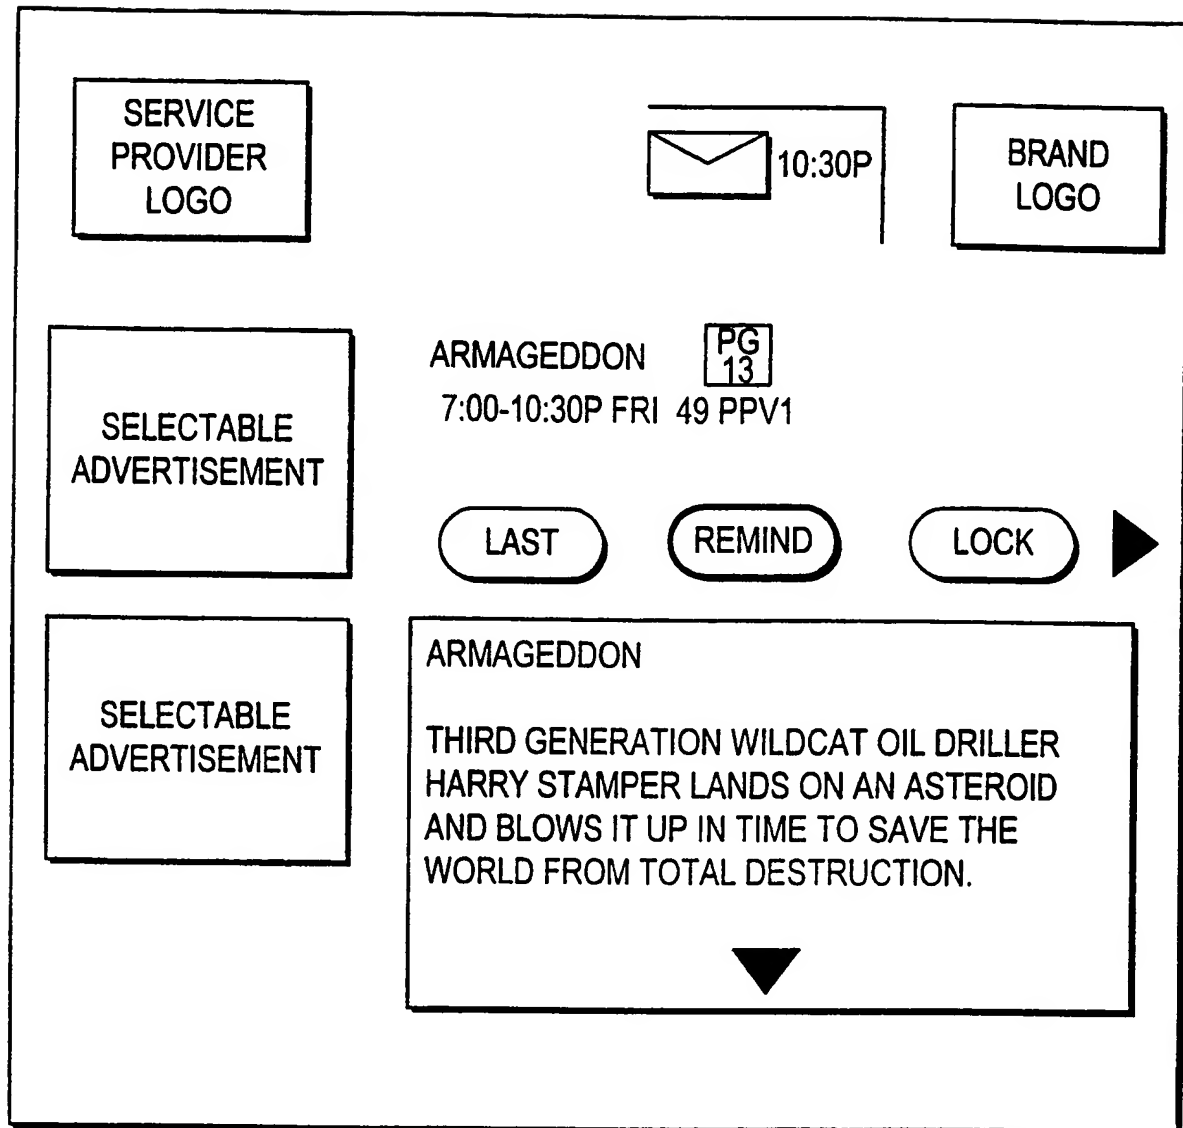 SERVICE
PROVIDER
LOGO
10:30P
BRAND
LOGO
SELECTABLE
ADVERTISEMENT
ARMAGEDDON PG
13
7:00-10:30P FRI 49 PPV1
LAST REMIND LOCK
SELECTABLE
ADVERTISEMENT
ARMAGEDDON
THIRD GENERATION WILDCAT OIL DRILLER
HARRY STAMPER LANDS ON AN ASTEROID
AND BLOWS IT UP IN TIME TO SAVE THE
WORLD FROM TOTAL DESTRUCTION.